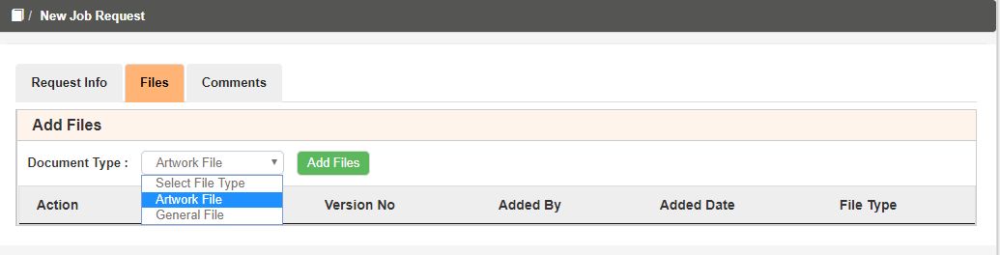 / New Job Request
Request Info Files Comments
Add Files
Document Type : Artwork File Add Files
Select File Type
Artwork File
General File
Action Version No Added By Added Date File Type